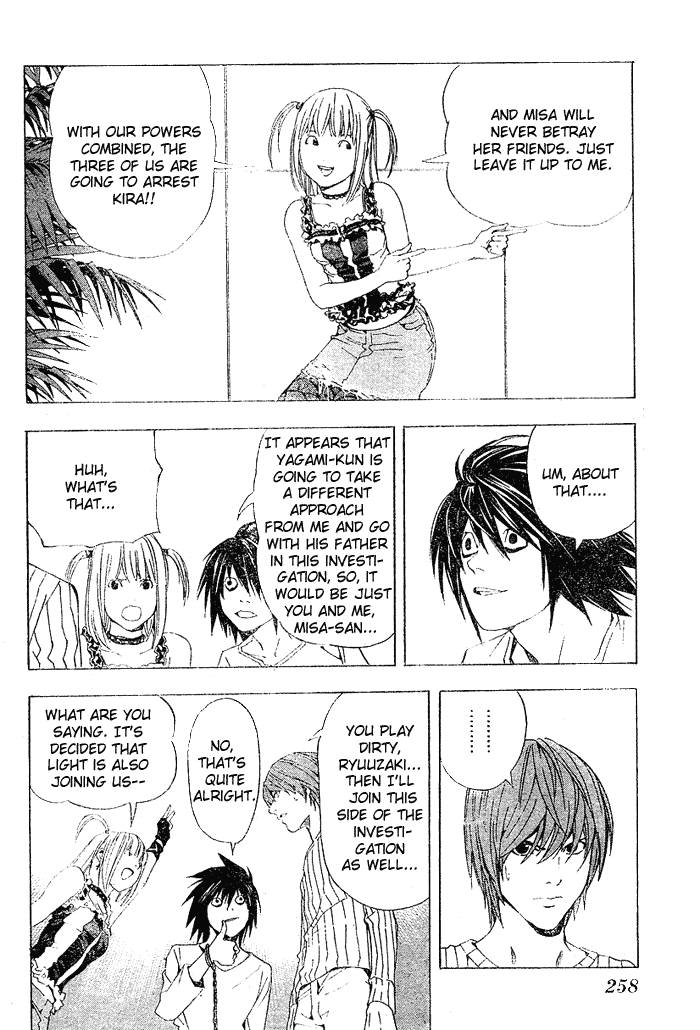 AND MISA WILL
NEVER BETRAY
HER FRIENDS. JUST
LEAVE IT UP TO ME.
WITH OUR POWERS
COMBINED, THE
THREE OF US ARE
GOING TO ARREST
KIRA!!
UM, ABOUT
THAT....
IT APPEARS THAT
YAGAMI-KUN IS
GOING TO TAKE
A DIFFERENT
APPROACH
FROM ME AND GO
WITH HIS FATHER
IN THIS INVESTI-
GATION, SO, IT
WOULD BE JUST
YOU AND ME,
MISA-SAN...
HUH,
WHAT'S
THAT...
.........
YOU PLAY
DIRTY,
RYUUZAKI...
THEN I'LL
JOIN THIS
SIDE OF THE
INVESTI-
GATION
AS WELL...
NO,
THAT'S
QUITE
ALRIGHT.
WHAT ARE YOU
SAYING. IT'S
DECIDED THAT
LIGHT IS ALSO
JOINING US--
258